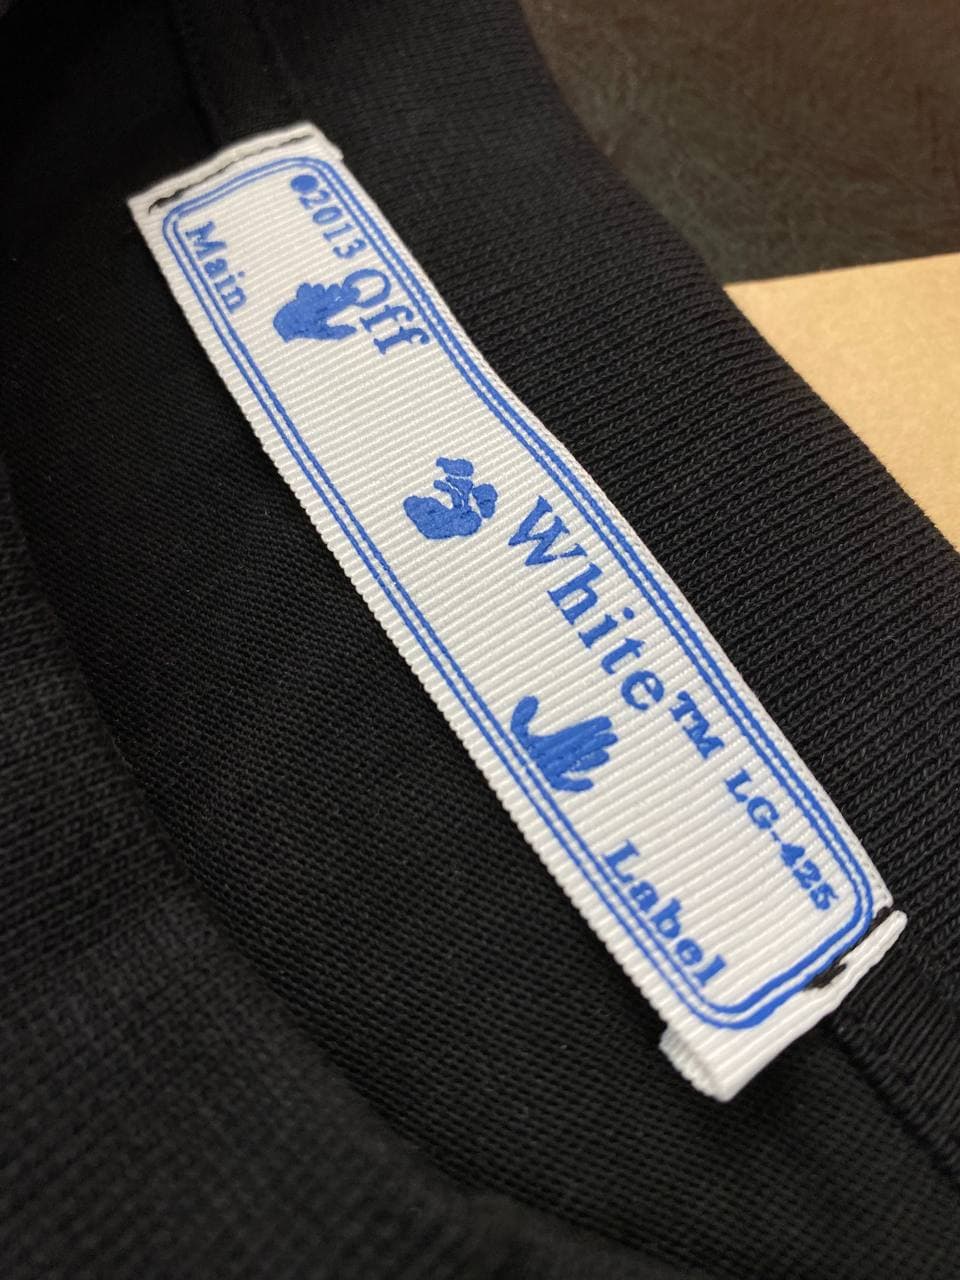 ©2013
Off
White™ LG-425
Main
Label